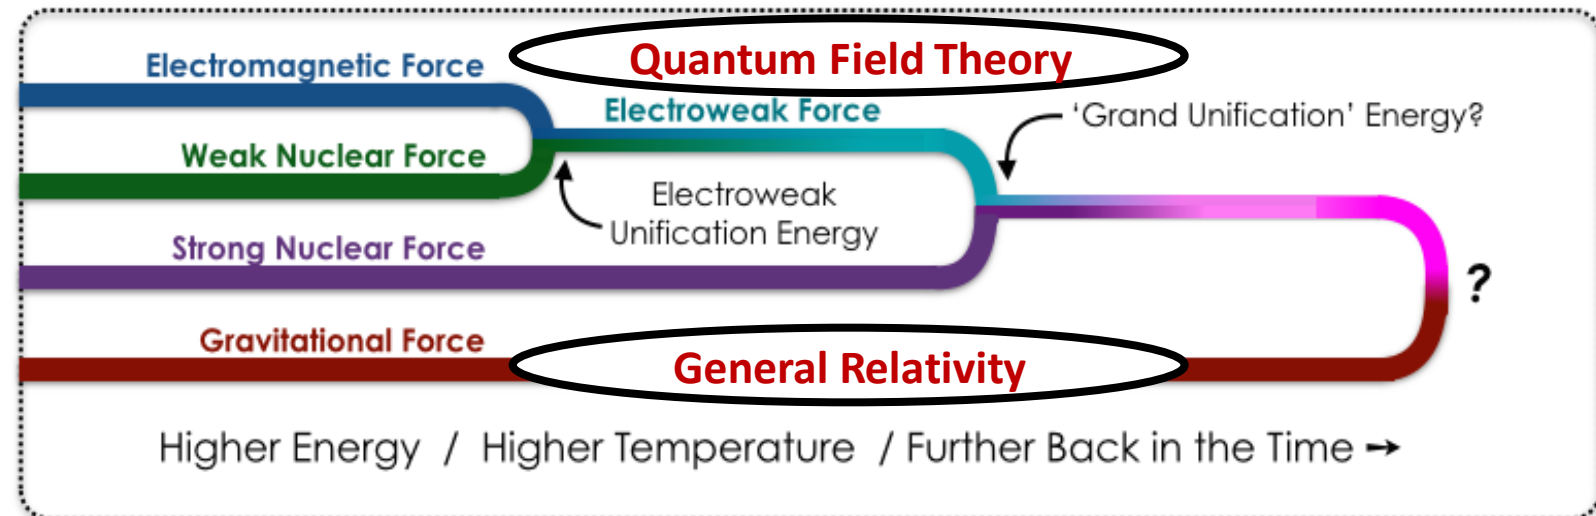 Quantum Field Theory
Electromagnetic Force
Electroweak Force
'Grand Unification' Energy?
Weak Nuclear Force
Electroweak
Unification Energy
Strong Nuclear Force
?
Gravitational Force
General Relativity
Higher Energy / Higher Temperature / Further Back in the Time →